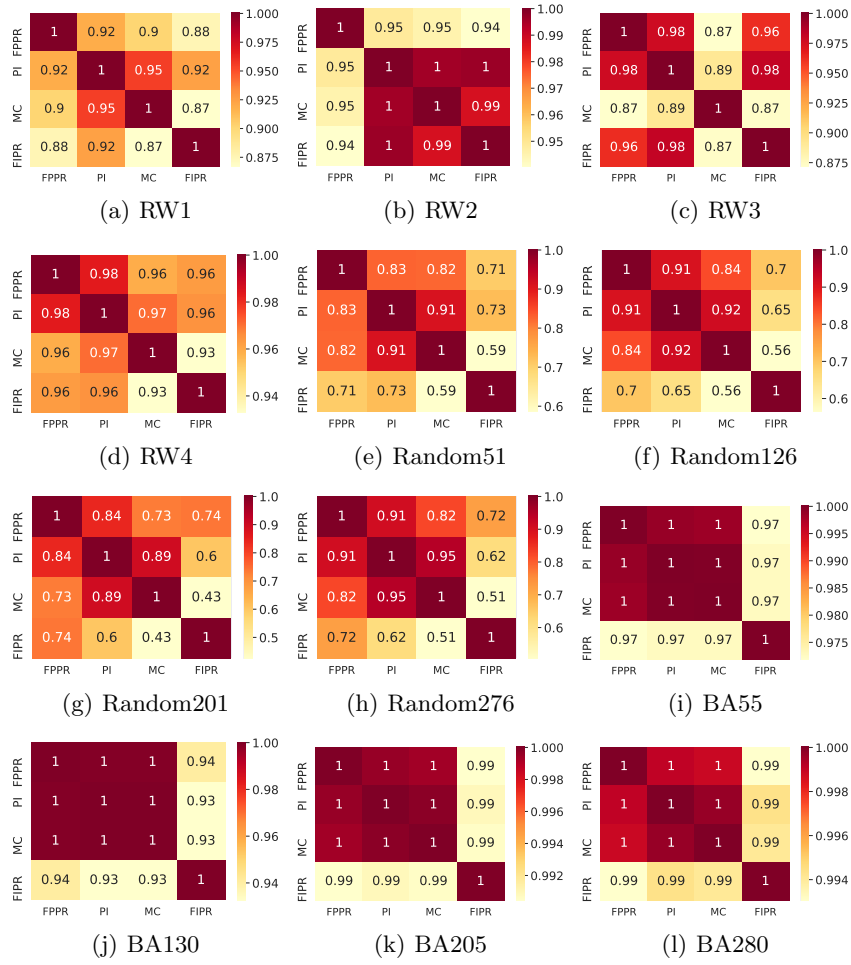 FPPR 1 0.92 0.9 0.88
PI 0.92 1 0.95 0.92
MC 0.9 0.95 1 0.87
FIPR 0.88 0.92 0.87 1
FPPR PI MC FIPR
1.000
0.975
0.950
0.925
0.900
0.875
(a) RW1
FPPR 1 0.95 0.95 0.94
PI 0.95 1 1 1
MC 0.95 1 1 0.99
FIPR 0.94 1 0.99 1
FPPR PI MC FIPR
1.00
0.99
0.98
0.97
0.96
0.95
(b) RW2
FPPR 1 0.98 0.87 0.96
PI 0.98 1 0.89 0.98
MC 0.87 0.89 1 0.87
FIPR 0.96 0.98 0.87 1
FPPR PI MC FIPR
1.000
0.975
0.950
0.925
0.900
0.875
(c) RW3
FPPR 1 0.98 0.96 0.96
PI 0.98 1 0.97 0.96
MC 0.96 0.97 1 0.93
FIPR 0.96 0.96 0.93 1
FPPR PI MC FIPR
1.00
0.98
0.96
0.94
(d) RW4
FPPR 1 0.83 0.82 0.71
PI 0.83 1 0.91 0.73
MC 0.82 0.91 1 0.59
FIPR 0.71 0.73 0.59 1
FPPR PI MC FIPR
1.0
0.9
0.8
0.7
0.6
(e) Random51
FPPR 1 0.91 0.84 0.7
PI 0.91 1 0.92 0.65
MC 0.84 0.92 1 0.56
FIPR 0.7 0.65 0.56 1
FPPR PI MC FIPR
1.0
0.9
0.8
0.7
0.6
(f) Random126
FPPR 1 0.84 0.73 0.74
PI 0.84 1 0.89 0.6
MC 0.73 0.89 1 0.43
FIPR 0.74 0.6 0.43 1
FPPR PI MC FIPR
1.0
0.9
0.8
0.7
0.6
0.5
(g) Random201
FPPR 1 0.91 0.82 0.72
PI 0.91 1 0.95 0.62
MC 0.82 0.95 1 0.51
FIPR 0.72 0.62 0.51 1
FPPR PI MC FIPR
1.0
0.9
0.8
0.7
0.6
(h) Random276
FPPR 1 1 1 0.97
PI 1 1 1 0.97
MC 1 1 1 0.97
FIPR 0.97 0.97 0.97 1
FPPR PI MC FIPR
1.000
0.995
0.990
0.985
0.980
0.975
(i) BA55
FPPR 1 1 1 0.94
PI 1 1 1 0.93
MC 1 1 1 0.93
FIPR 0.94 0.93 0.93 1
FPPR PI MC FIPR
1.00
0.98
0.96
0.94
(j) BA130
FPPR 1 1 1 0.99
PI 1 1 1 0.99
MC 1 1 1 0.99
FIPR 0.99 0.99 0.99 1
FPPR PI MC FIPR
1.000
0.998
0.996
0.994
0.992
(k) BA205
FPPR 1 1 1 0.99
PI 1 1 1 0.99
MC 1 1 1 0.99
FIPR 0.99 0.99 0.99 1
FPPR PI MC FIPR
1.000
0.998
0.996
0.994
(l) BA280